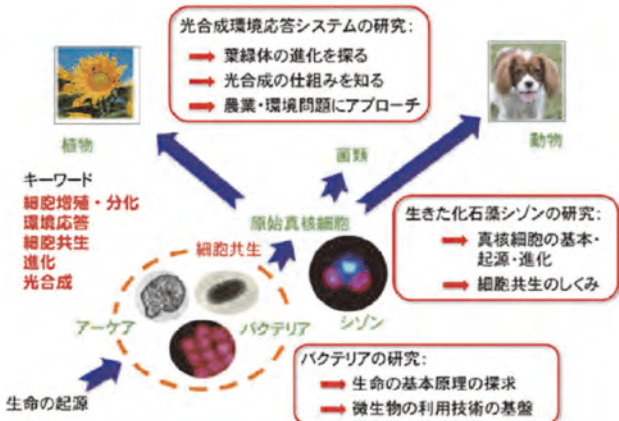 光合成環境応答システムの研究:
葉緑体の進化を探る
光合成の仕組みを知る
農業・環境問題にアプローチ
植物
動物
菌類
キーワード
細胞増殖・分化
環境応答
細胞共生
進化
光合成
原始真核細胞
細胞共生
生きた化石藻シゾンの研究:
真核細胞の基本・
起源・進化
細胞共生のしくみ
アーケア
バクテリア
シゾン
生命の起源
バクテリアの研究:
生命の基本原理の探求
微生物の利用技術の基盤